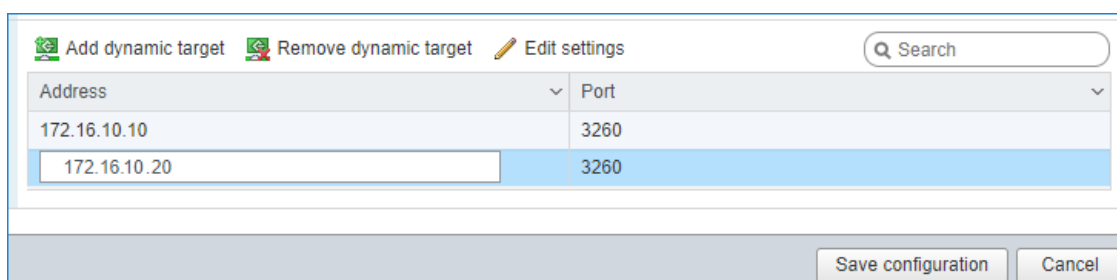 Add dynamic target Remove dynamic target Edit settings Search
Address Port
172.16.10.10 3260
172.16.10.20 3260
Save configuration Cancel